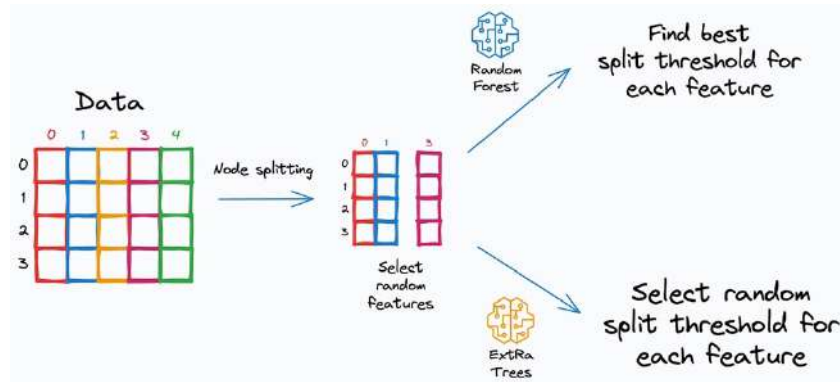 Data
0 1 2 3 4
0
1
2
3
Node splitting
0 1 3
0
1
2
3
Select
random
features
Random
Forest
Find best
split threshold for
each feature
ExtRa
Trees
Select random
split threshold for
each feature